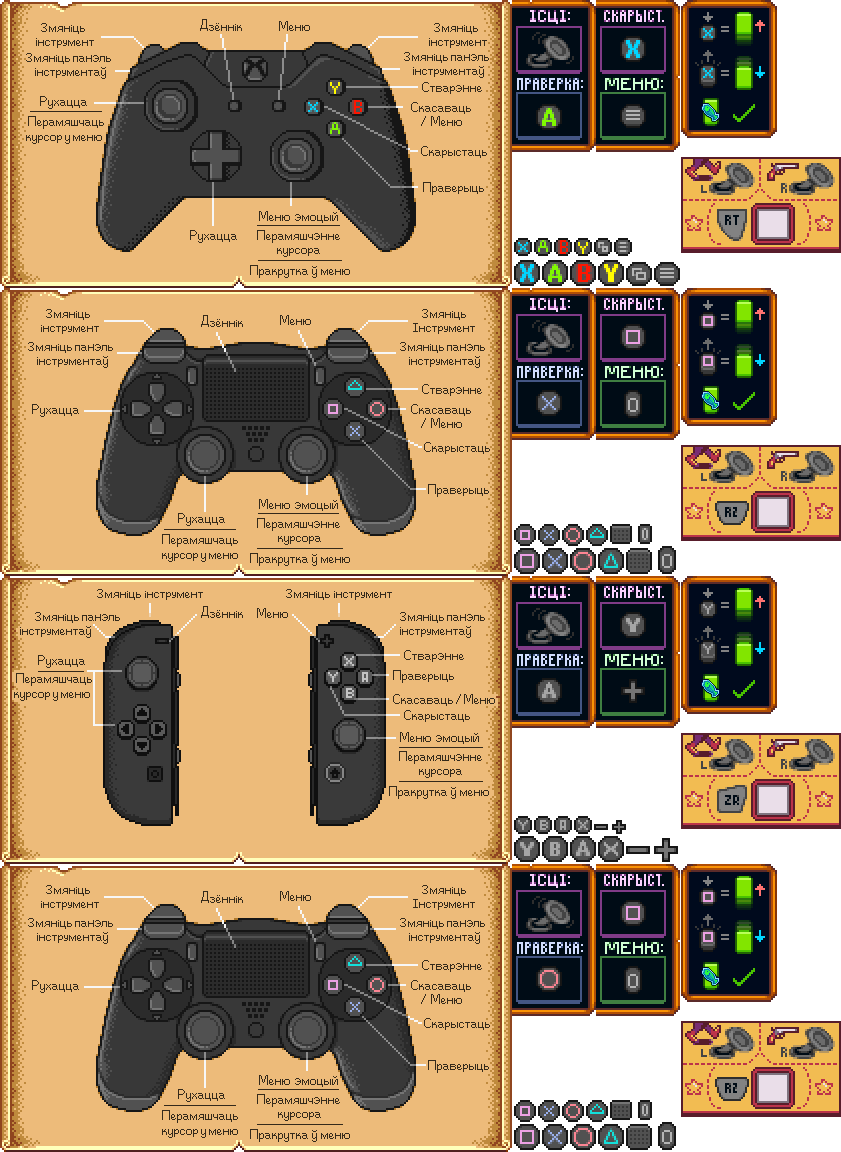 Змяніць
інструмент
Дзённік
Меню
Змяніць
інструмент
Змяніць панэль
інструментаў
Змяніць панэль
інструментаў
Рухацца
Перамяшчаць
курсор у меню
Y
Стварэнне
X
B
Скасаваць
/ Меню
A
Скарыстаць
Праверыць
Рухацца
Меню эмоцый
Перамяшчэнне
курсора
Пракрутка ў меню
ІСЦІ:
СКАРЫСТ.
X
X
=
X
=
ПРАВЕРКА:
МЕНЮ:
A
L
R
RT
X A B Y
X A B Y
Змяніць
інструмент
Дзённік
Меню
Змяніць
Інструмент
Змяніць панэль
інструментаў
Змяніць панэль
інструментаў
Рухацца
Стварэнне
Скасаваць
/ Меню
Скарыстаць
Праверыць
Рухацца
Перамяшчаць
курсор у меню
Меню эмоцый
Перамяшчэнне
курсора
Пракрутка ў меню
ІСЦІ:
СКАРЫСТ.
=
=
ПРАВЕРКА:
МЕНЮ:
L
R
R2
Змяніць інструмент
Змяніць інструмент
Змяніць панэль
інструментаў
Дзённік
Меню
Змяніць панэль
інструментаў
Рухацца
Перамяшчаць
курсор у меню
X
Стварэнне
Y
A
Праверыць
B
Скасаваць / Меню
Скарыстаць
Меню эмоцый
Перамяшчэнне
курсора
Пракрутка ў меню
ІСЦІ:
СКАРЫСТ.
Y
Y
=
Y
=
ПРАВЕРКА:
МЕНЮ:
A
+
L
R
ZR
Y B A X − +
Y B A X − +
Змяніць
інструмент
Дзённік
Меню
Змяніць
Інструмент
Змяніць панэль
інструментаў
Змяніць панэль
інструментаў
Рухацца
Стварэнне
Скасаваць
/ Меню
Скарыстаць
Праверыць
Рухацца
Перамяшчаць
курсор у меню
Меню эмоцый
Перамяшчэнне
курсора
Пракрутка ў меню
ІСЦІ:
СКАРЫСТ.
=
=
ПРАВЕРКА:
МЕНЮ:
L
R
R2